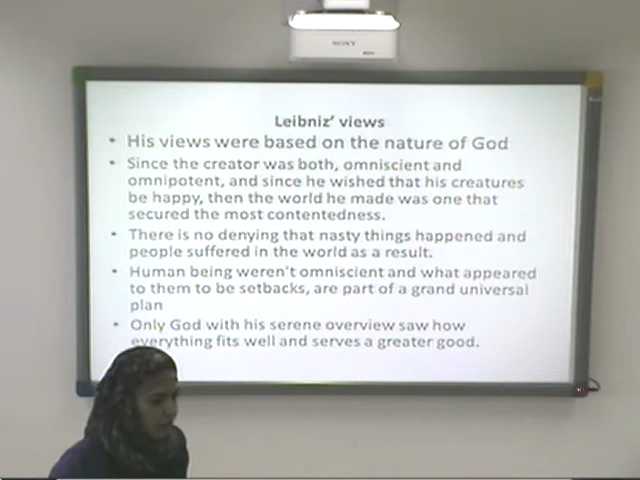 SONY
Leibniz' views
• His views were based on the nature of God
• Since the creator was both, omniscient and
omnipotent, and since he wished that his creatures
be happy, then the world he made was one that
secured the most contentedness.
• There is no denying that nasty things happened and
people suffered in the world as a result.
• Human being weren't omniscient and what appeared
to them to be setbacks, are part of a grand universal
plan
• Only God with his serene overview saw how
everything fits well and serves a greater good.